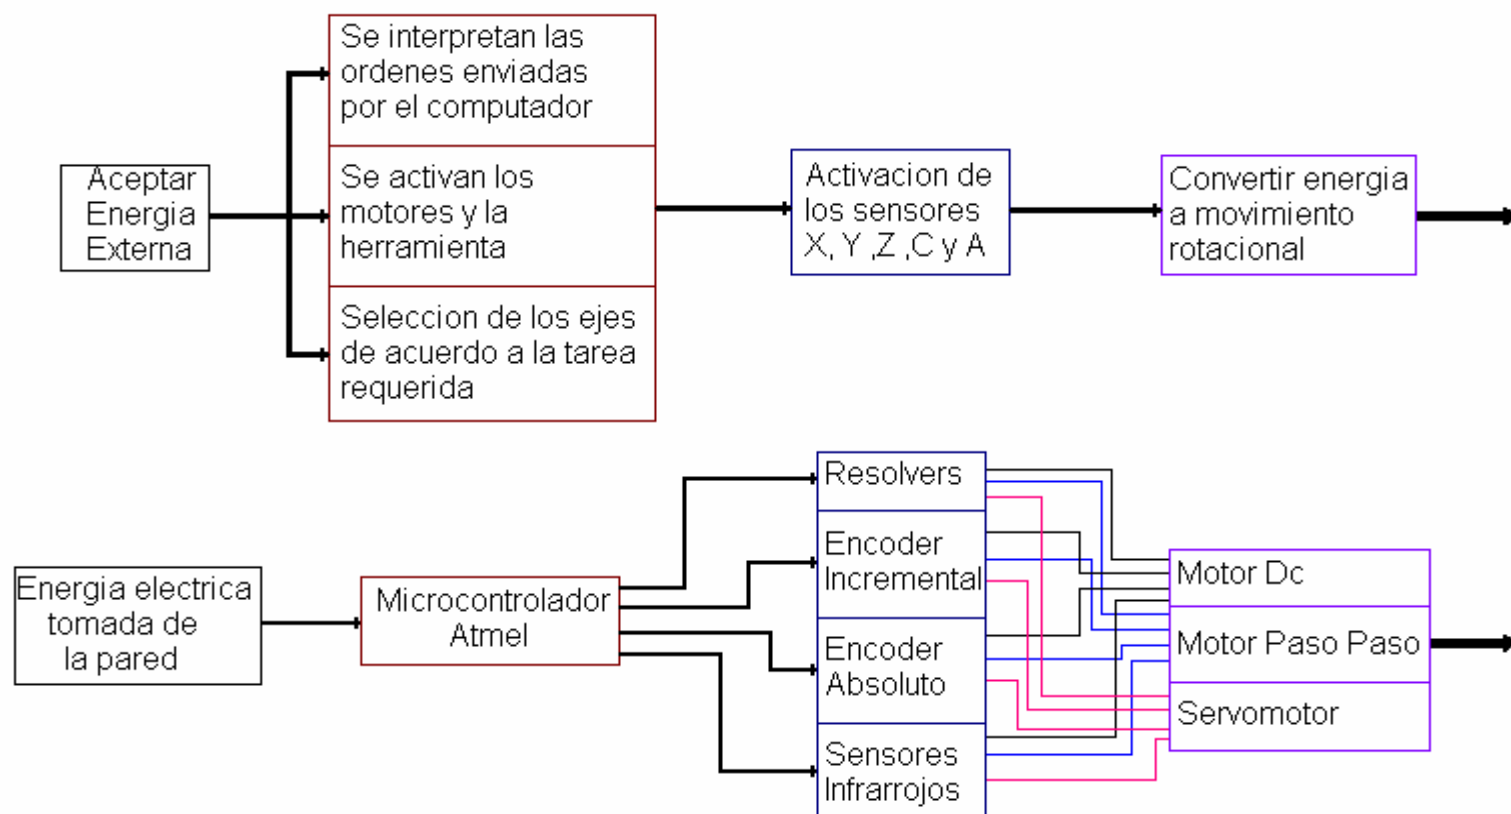 Se interpretan las
ordenes enviadas
por el computador
Aceptar
Energia
Externa
Se activan los
motores y la
herramienta
Seleccion de los ejes
de acuerdo a la tarea
requerida
Activacion de
los sensores
X, Y ,Z ,C y A
Convertir energia
a movimiento
rotacional
Energia electrica
tomada de
la pared
Microcontrolador
Atmel
Resolvers
Encoder
Incremental
Encoder
Absoluto
Sensores
Infrarrojos
Motor Dc
Motor Paso Paso
Servomotor